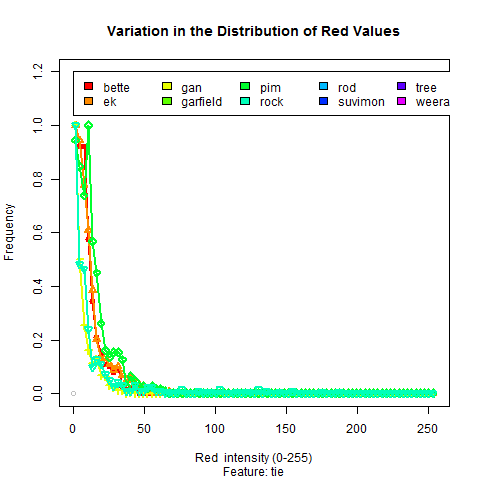 Variation in the Distribution of Red Values
bette gan pim rod tree
ek garfield rock suvimon weera
Frequency
0.0 0.2 0.4 0.6 0.8 1.0 1.2
0 50 100 150 200 250
Red intensity (0-255)
Feature: tie